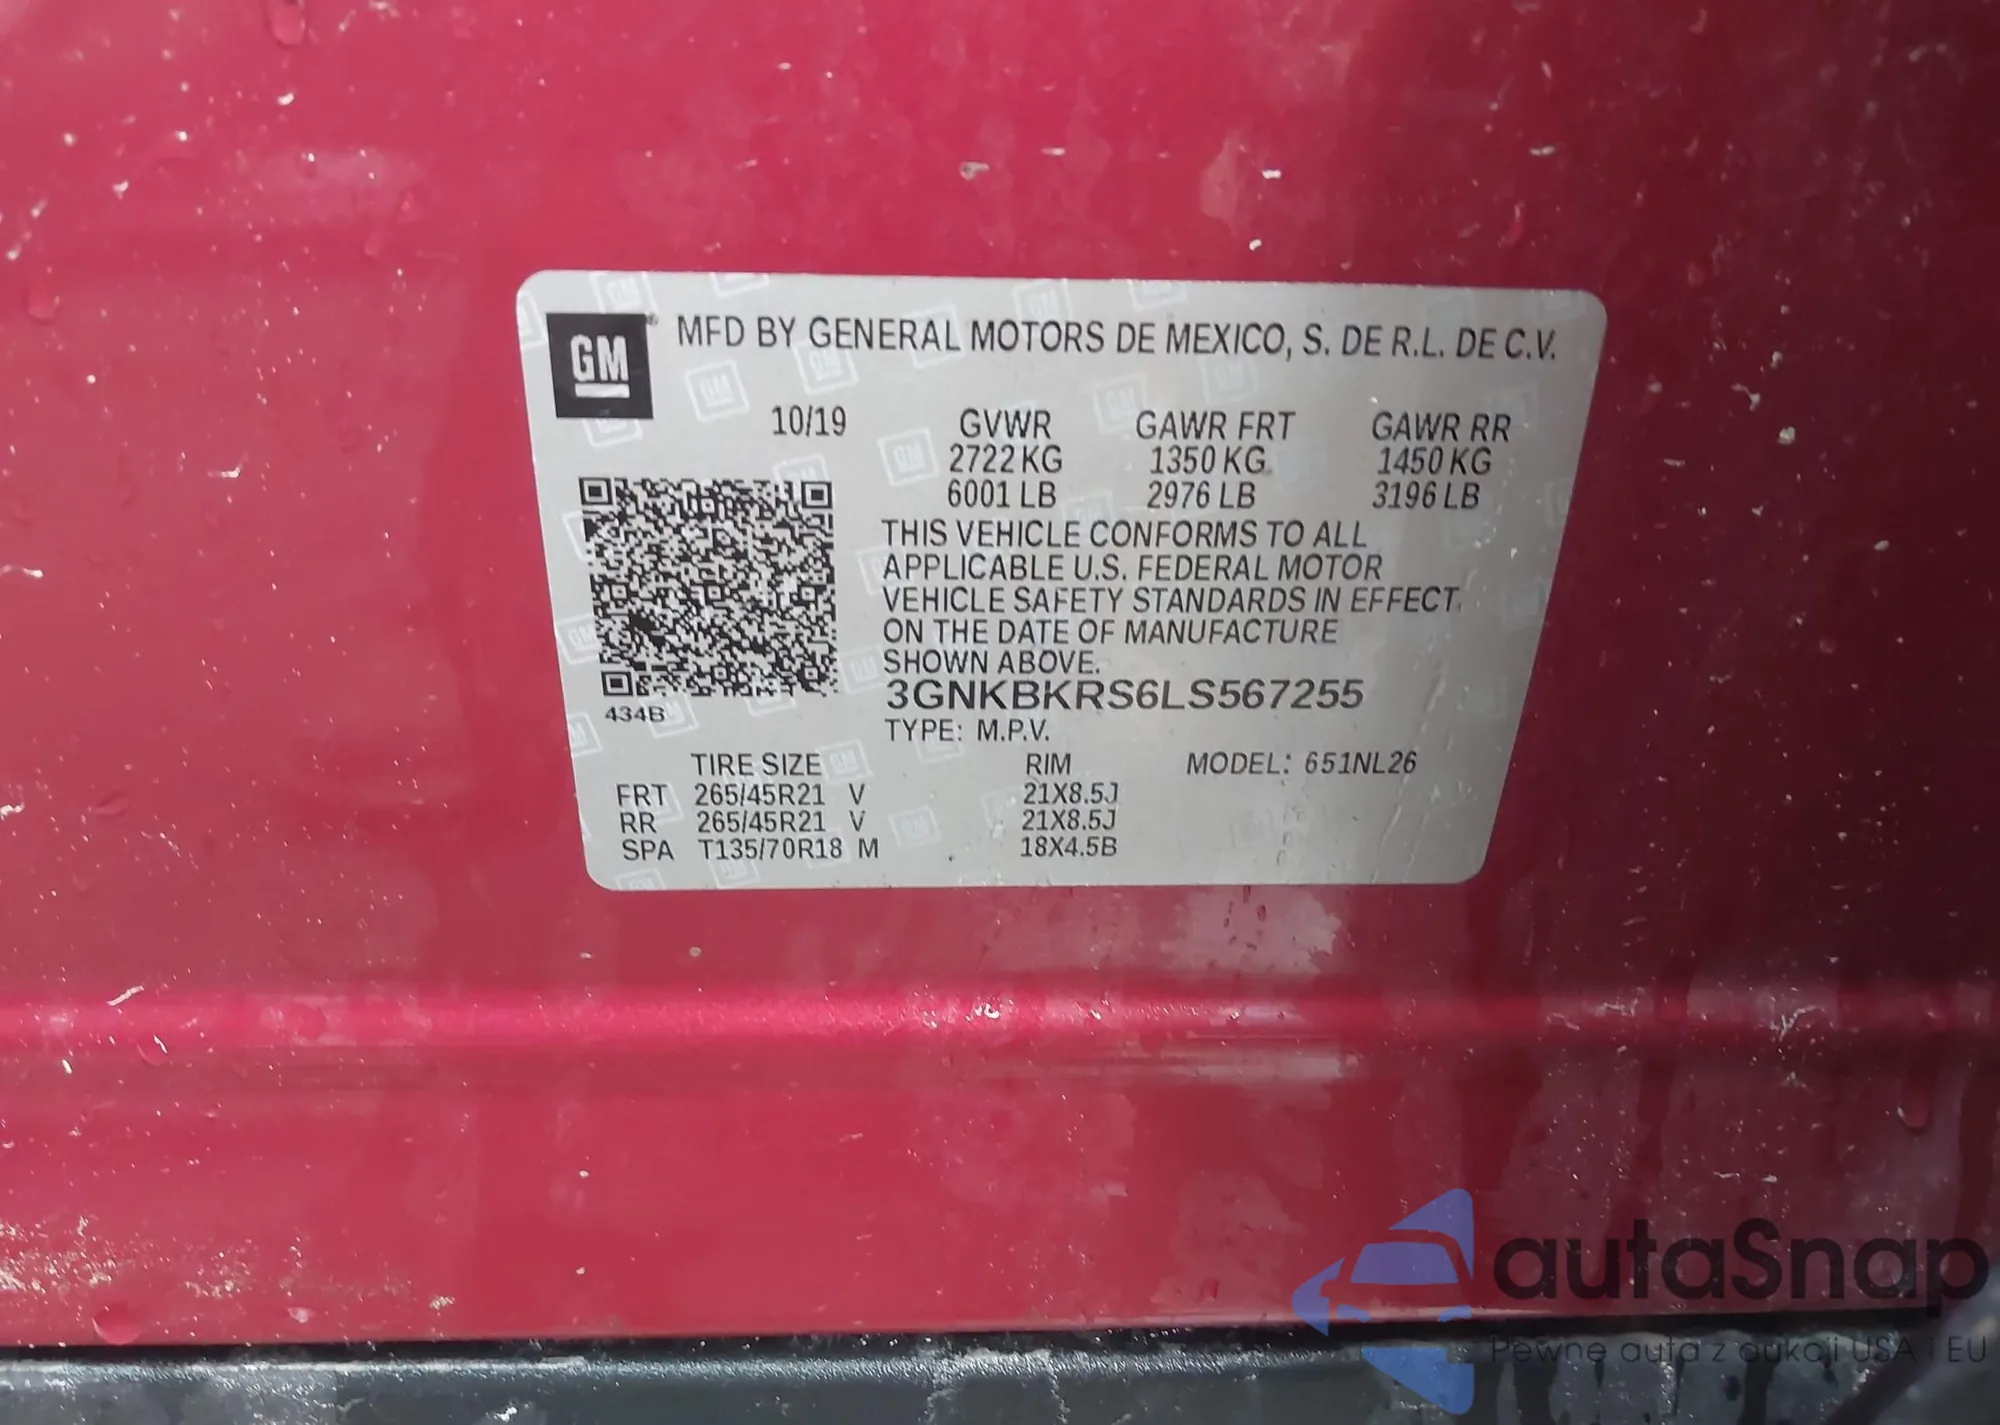 GM
MFD BY GENERAL MOTORS DE MEXICO, S. DE R.L. DE C.V.
10/19 GVWR GAWR FRT GAWR RR
2722 KG 1350 KG 1450 KG
6001 LB 2976 LB 3196 LB
THIS VEHICLE CONFORMS TO ALL
APPLICABLE U.S. FEDERAL MOTOR
VEHICLE SAFETY STANDARDS IN EFFECT
ON THE DATE OF MANUFACTURE
SHOWN ABOVE.
3GNKBKRS6LS567255
434B
TYPE: M.P.V.
TIRE SIZE RIM MODEL: 651NL26
FRT 265/45R21 V 21X8.5J
RR 265/45R21 V 21X8.5J
SPA T135/70R18 M 18X4.5B
autaSnap
Pewne auta z aukcji USA i EU